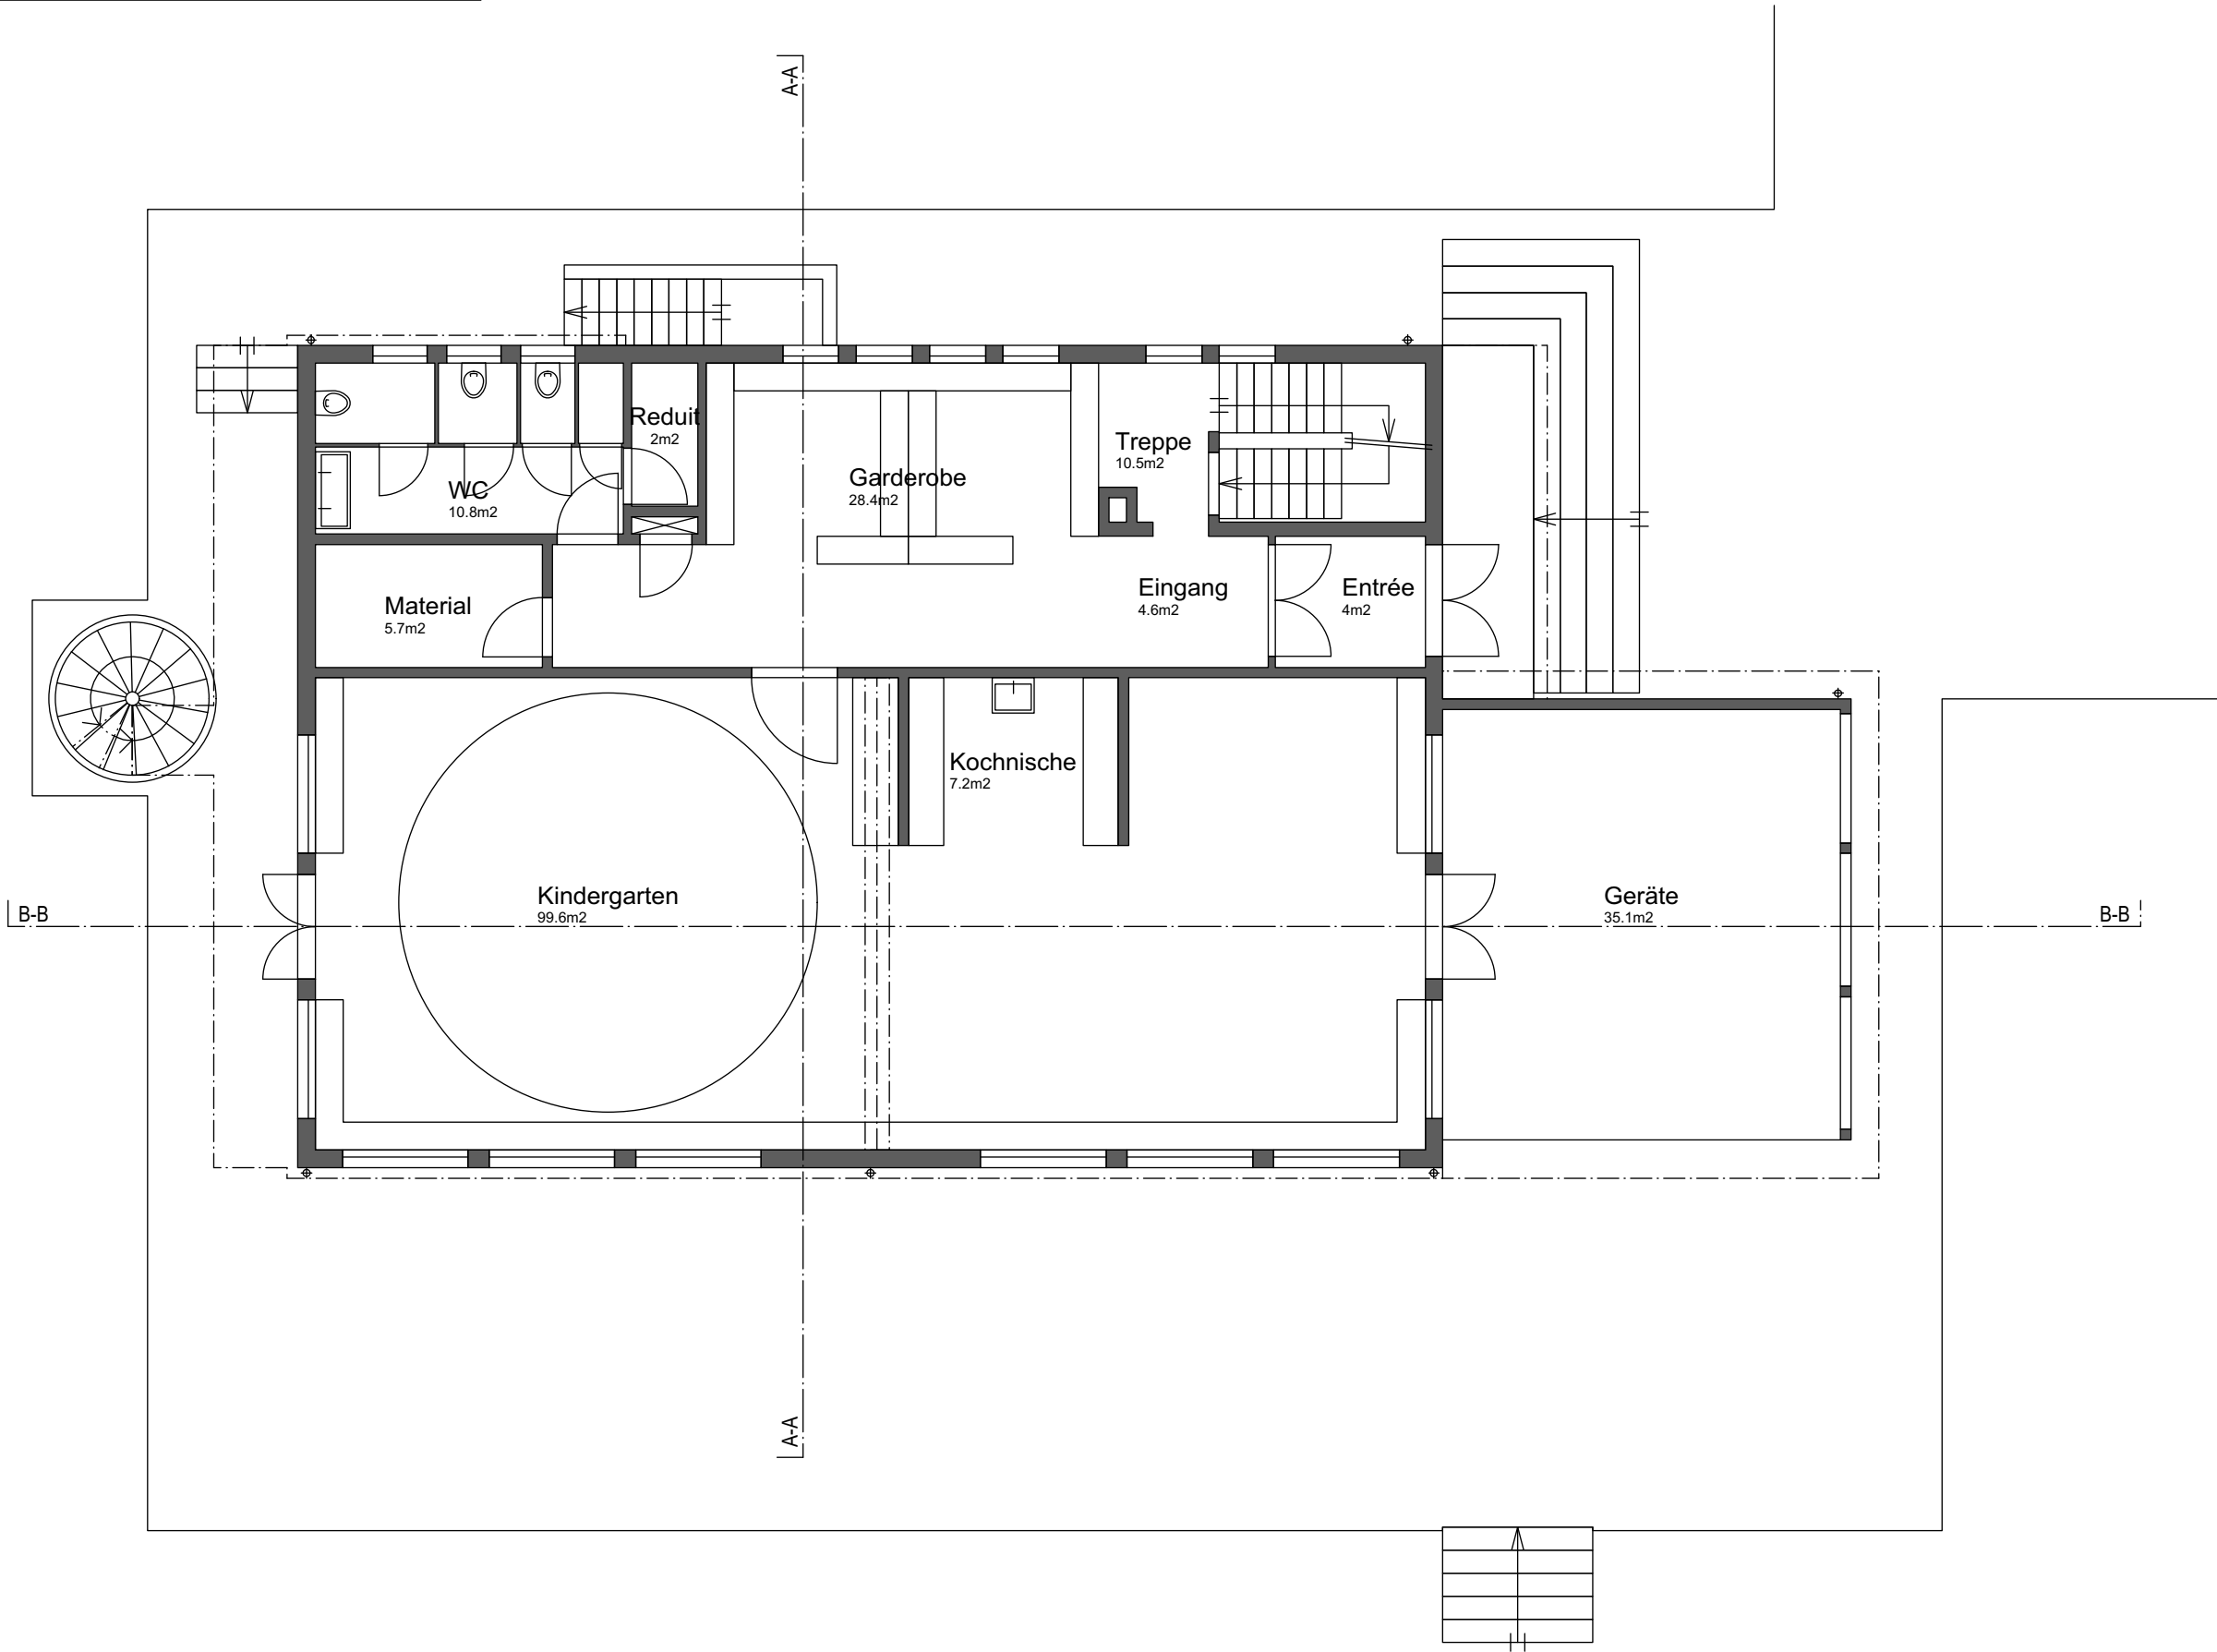 A-A
Reduit
2m2
Treppe
10.5m2
Garderobe
28.4m2
WC
10.8m2
Eingang
4.6m2
Entrée
4m2
Material
5.7m2
Kochnische
7.2m2
Kindergarten
99.6m2
Geräte
35.1m2
B-B
B-B
A-A